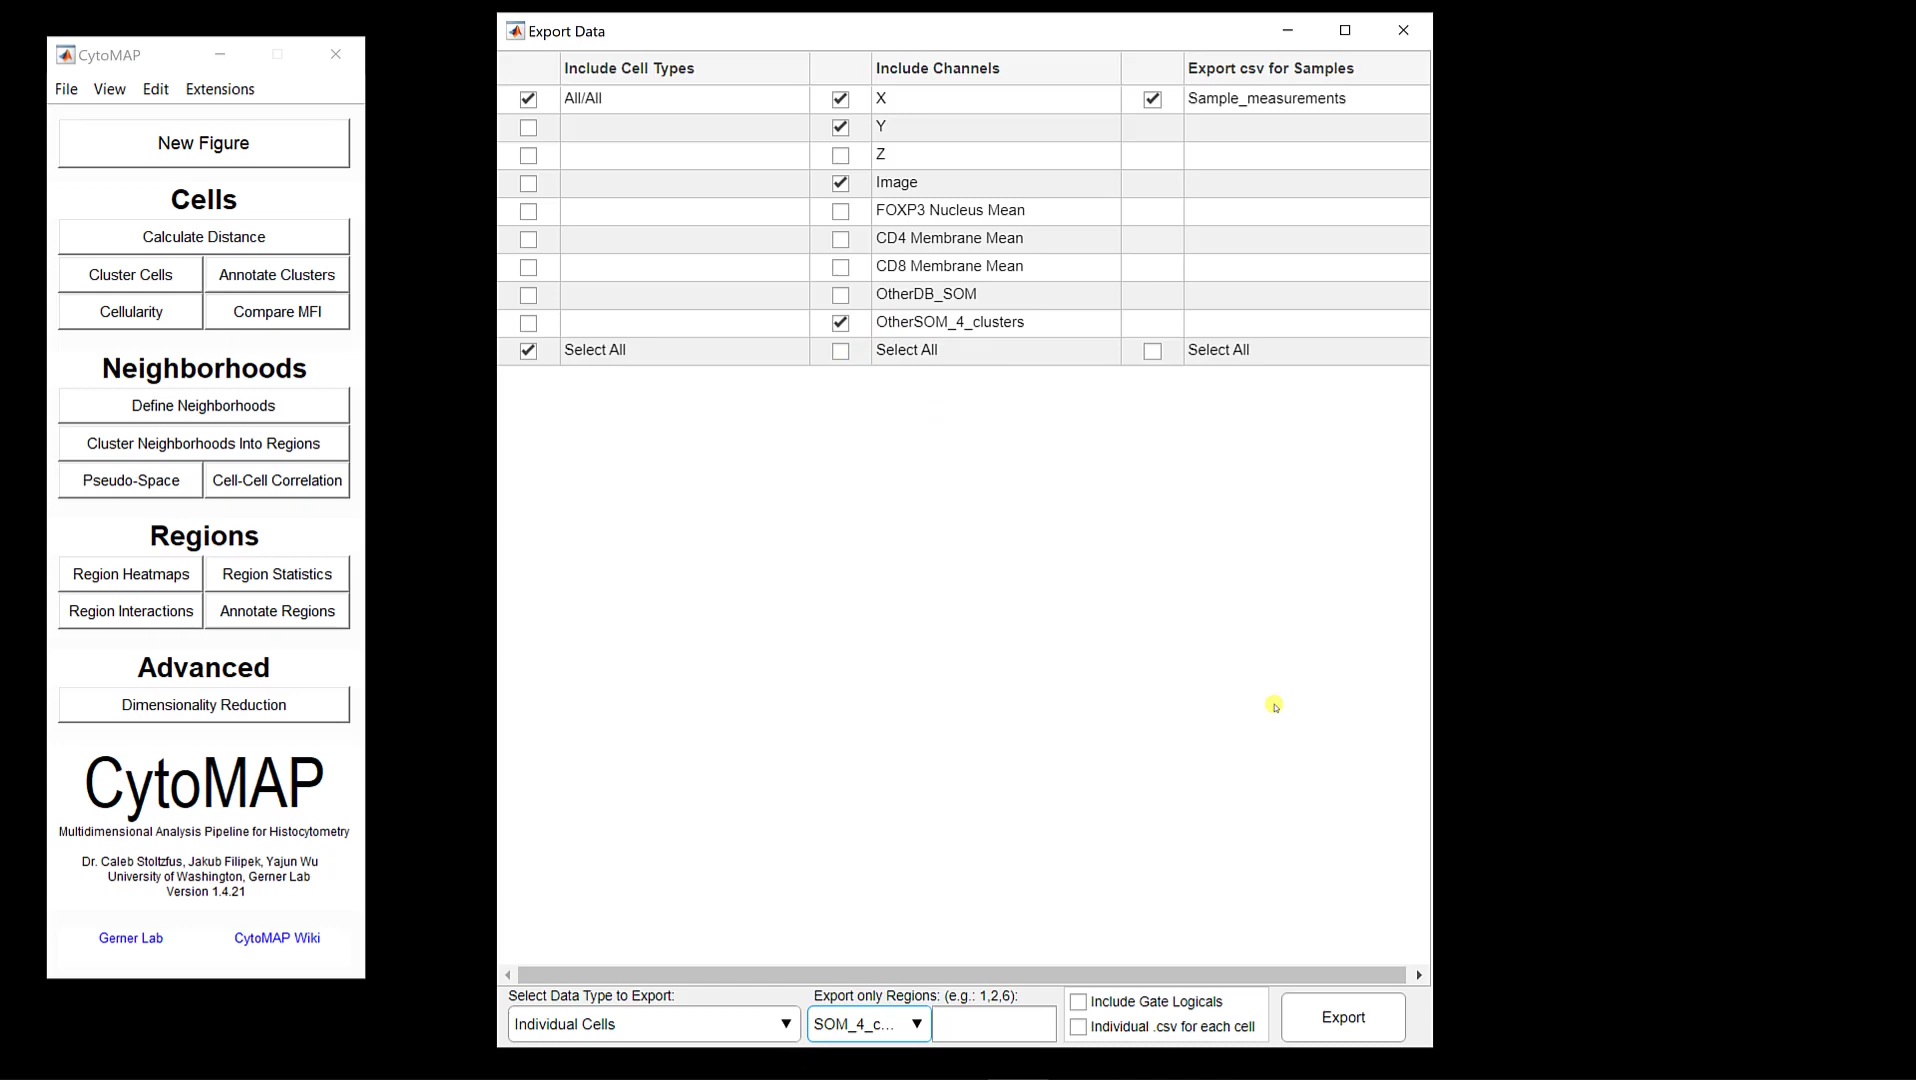 CytoMAP
File View Edit Extensions
New Figure
Cells
Calculate Distance
Cluster Cells Annotate Clusters
Cellularity Compare MFI
Neighborhoods
Define Neighborhoods
Cluster Neighborhoods Into Regions
Pseudo-Space Cell-Cell Correlation
Regions
Region Heatmaps Region Statistics
Region Interactions Annotate Regions
Advanced
Dimensionality Reduction
CytoMAP
Multidimensional Analysis Pipeline for Histocytometry
Dr. Caleb Stoltzfus, Jakub Filipek, Yajun Wu
University of Washington, Gerner Lab
Version 1.4.21
Gerner Lab CytoMAP Wiki
Export Data
Include Cell Types Include Channels Export csv for Samples
All/All X Sample_measurements
Y
Z
Image
FOXP3 Nucleus Mean
CD4 Membrane Mean
CD8 Membrane Mean
OtherDB_SOM
OtherSOM_4_clusters
Select All Select All Select All
Select Data Type to Export: Export only Regions: (e.g.: 1,2,6): Include Gate Logicals
Individual Cells SOM_4_c... Individual .csv for each cell Export